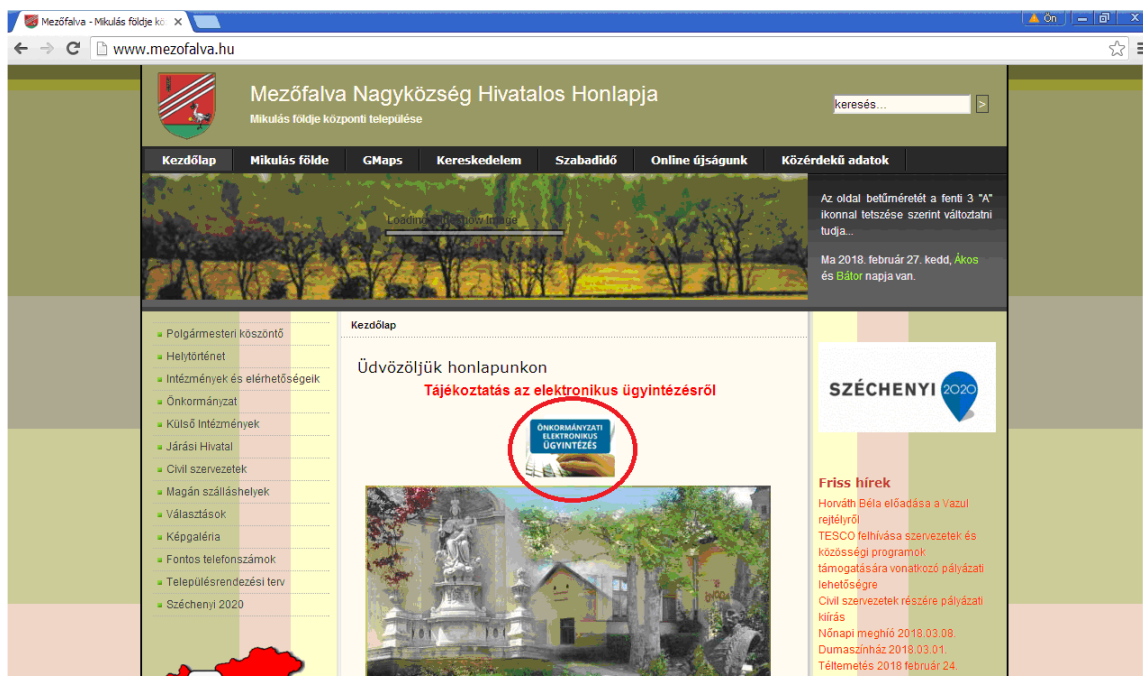 Mezőfalva - Mikulás földje kö
Ön
www.mezofalva.hu
Mezőfalva Nagyközség Hivatalos Honlapja
Mikulás földje központi települése
keresés...
>
Kezdőlap Mikulás földe GMaps Kereskedelem Szabadidő Online újságunk Közérdekű adatok
Loading Slideshow Image
Az oldal betűméretét a fenti 3 "A"
ikonnal tetszése szerint változtatni
tudja...
Ma 2018. február 27. kedd, Ákos
és Bátor napja van.
Polgármesteri köszöntő
Helytörténet
Intézmények és elérhetőségeik
Önkormányzat
Külső Intézmények
Járási Hivatal
Civil szervezetek
Magán szálláshelyek
Választások
Képgaléria
Fontos telefonszámok
Településrendezési terv
Széchenyi 2020
Kezdőlap
Üdvözöljük honlapunkon
Tájékoztatás az elektronikus ügyintézésről
ÖNKORMÁNYZATI
ELEKTRONIKUS
ÜGYINTÉZÉS
SZÉCHENYI 2020
Friss hírek
Horváth Béla előadása a Vazul
rejtélyről
TESCO felhívása szervezetek és
közösségi programok
támogatására vonatkozó pályázati
lehetőségre
Civil szervezetek részére pályázati
kiírás
Nőnapi meghíó 2018.03.08.
Dumaszínház 2018.03.01.
Téltemetés 2018 február 24.